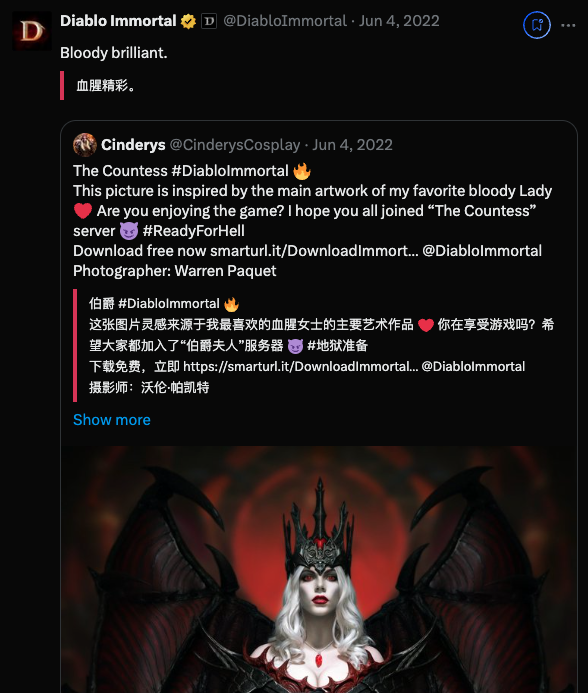 Diablo Immortal @DiabloImmortal · Jun 4, 2022
Bloody brilliant.
血腥精彩。
Cinderys @CinderysCosplay · Jun 4, 2022
The Countess #DiabloImmortal 🔥
This picture is inspired by the main artwork of my favorite bloody Lady
❤️ Are you enjoying the game? I hope you all joined “The Countess”
server 😈 #ReadyForHell
Download free now smarturl.it/DownloadImmort... @DiabloImmortal
Photographer: Warren Paquet
伯爵 #DiabloImmortal 🔥
这张图片灵感来源于我最喜欢的血腥女士的主要艺术作品 ❤️ 你在享受游戏吗？希
望大家都加入了“伯爵夫人”服务器 😈 #地狱准备
下载免费，立即 https://smarturl.it/DownloadImmortal... @DiabloImmortal
摄影师：沃伦·帕凯特
Show more